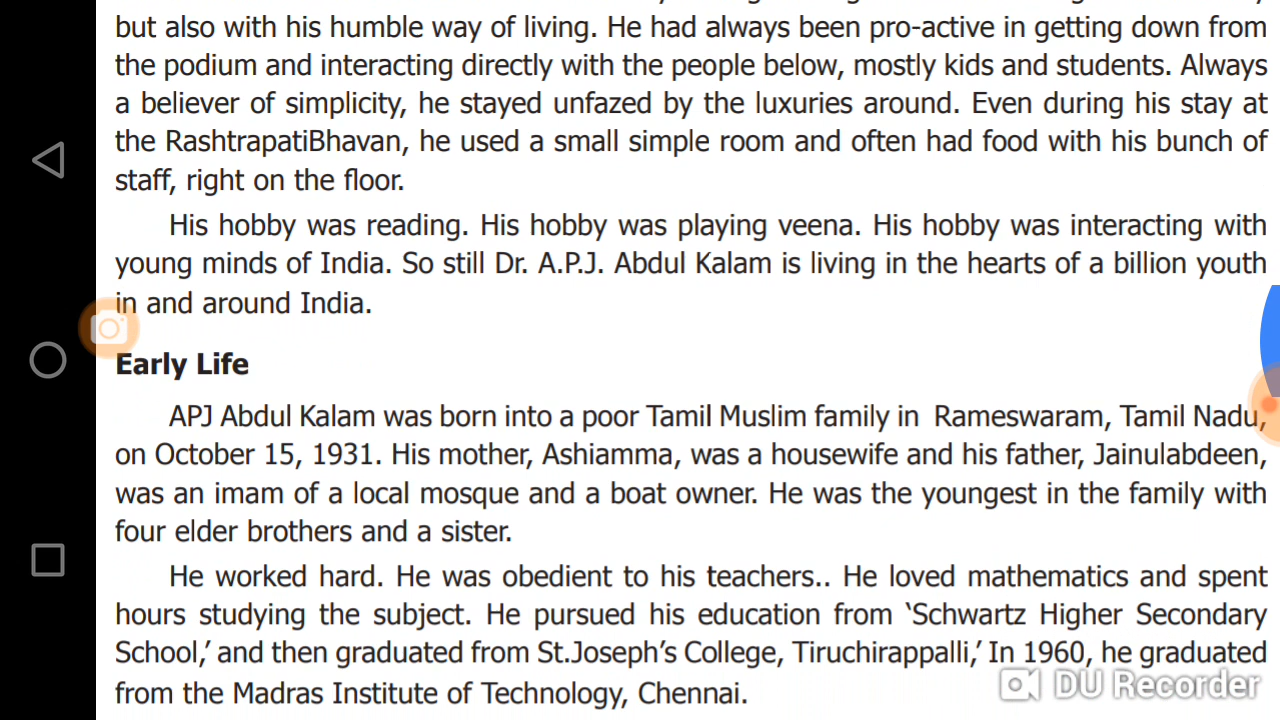 but also with his humble way of living. He had always been pro-active in getting down from
the podium and interacting directly with the people below, mostly kids and students. Always
a believer of simplicity, he stayed unfazed by the luxuries around. Even during his stay at
the RashtrapatiBhavan, he used a small simple room and often had food with his bunch of
staff, right on the floor.
His hobby was reading. His hobby was playing veena. His hobby was interacting with
young minds of India. So still Dr. A.P.J. Abdul Kalam is living in the hearts of a billion youth
in and around India.
Early Life
APJ Abdul Kalam was born into a poor Tamil Muslim family in Rameswaram, Tamil Nadu,
on October 15, 1931. His mother, Ashiamma, was a housewife and his father, Jainulabdeen,
was an imam of a local mosque and a boat owner. He was the youngest in the family with
four elder brothers and a sister.
He worked hard. He was obedient to his teachers.. He loved mathematics and spent
hours studying the subject. He pursued his education from ‘Schwartz Higher Secondary
School,’ and then graduated from St.Joseph’s College, Tiruchirappalli,’ In 1960, he graduated
from the Madras Institute of Technology, Chennai.
DU Recorder